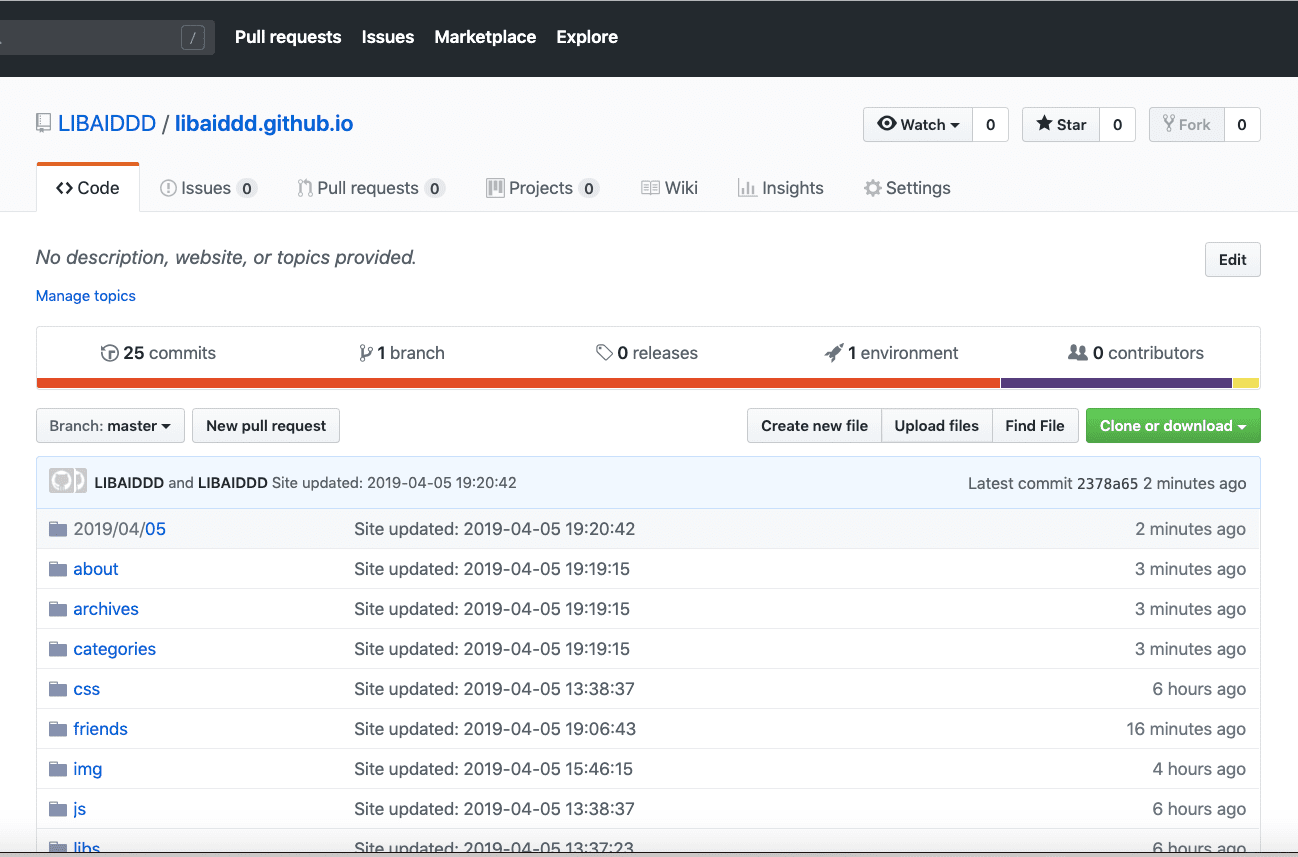 / Pull requests Issues Marketplace Explore
LIBAIDDD / libaiddd.github.io Watch 0 Star 0 Fork 0
Code Issues 0 Pull requests 0 Projects 0 Wiki Insights Settings
No description, website, or topics provided. Edit
Manage topics
25 commits 1 branch 0 releases 1 environment 0 contributors
Branch: master New pull request Create new file Upload files Find File Clone or download
LIBAIDDD and LIBAIDDD Site updated: 2019-04-05 19:20:42 Latest commit 2378a65 2 minutes ago
2019/04/05 Site updated: 2019-04-05 19:20:42 2 minutes ago
about Site updated: 2019-04-05 19:19:15 3 minutes ago
archives Site updated: 2019-04-05 19:19:15 3 minutes ago
categories Site updated: 2019-04-05 19:19:15 3 minutes ago
css Site updated: 2019-04-05 13:38:37 6 hours ago
friends Site updated: 2019-04-05 19:06:43 16 minutes ago
img Site updated: 2019-04-05 15:46:15 4 hours ago
js Site updated: 2019-04-05 13:38:37 6 hours ago
libs Site updated: 2019-04-05 13:37:23 6 hours ago